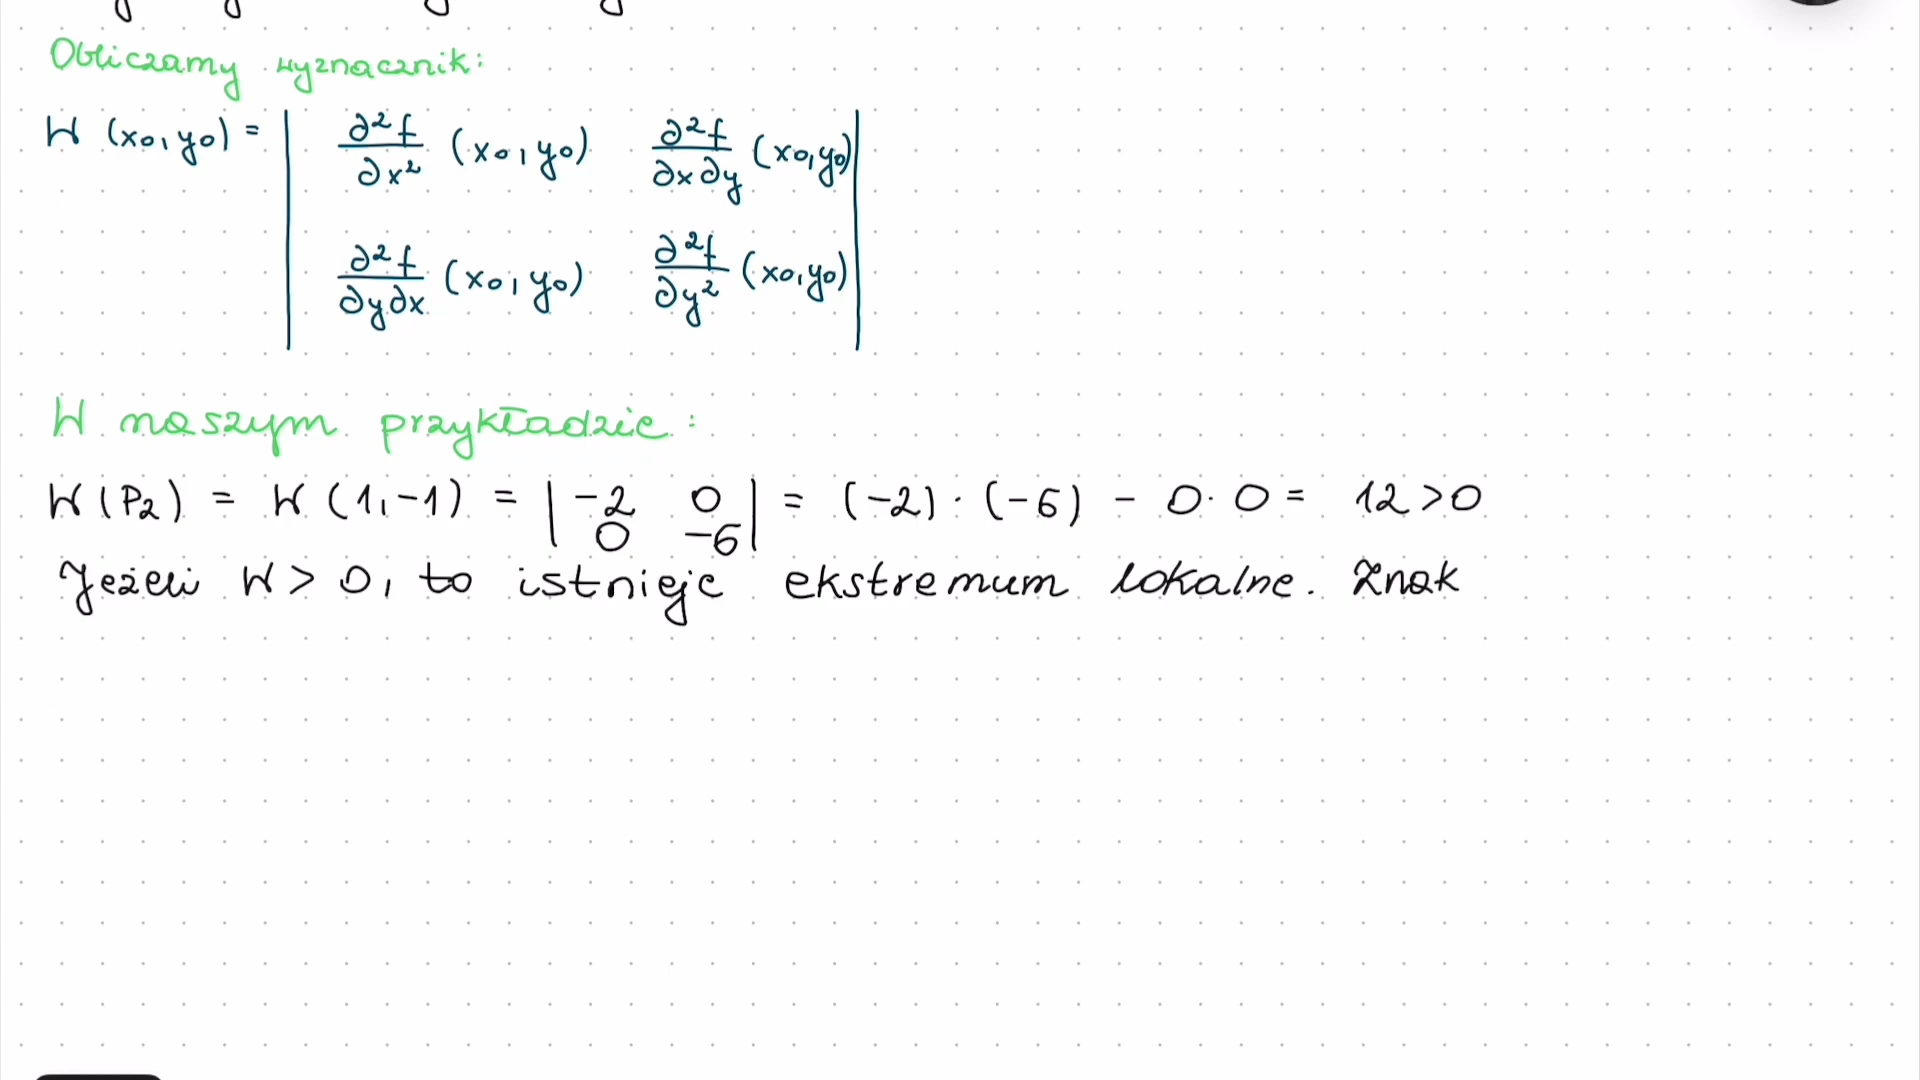 Obliczamy wyznacznik:
W (x0, y0) = | ∂²f/∂x² (x0, y0) ∂²f/∂x∂y (x0, y0) |
| ∂²f/∂y∂x (x0, y0) ∂²f/∂y² (x0, y0) |
W naszym przykładzie:
W(P2) = W (1, -1) = | -2 0 | = (-2) · (-6) - 0 · 0 = 12 > 0
| 0 -6 |
Jeżeli W > 0, to istnieje ekstremum lokalne. Znak